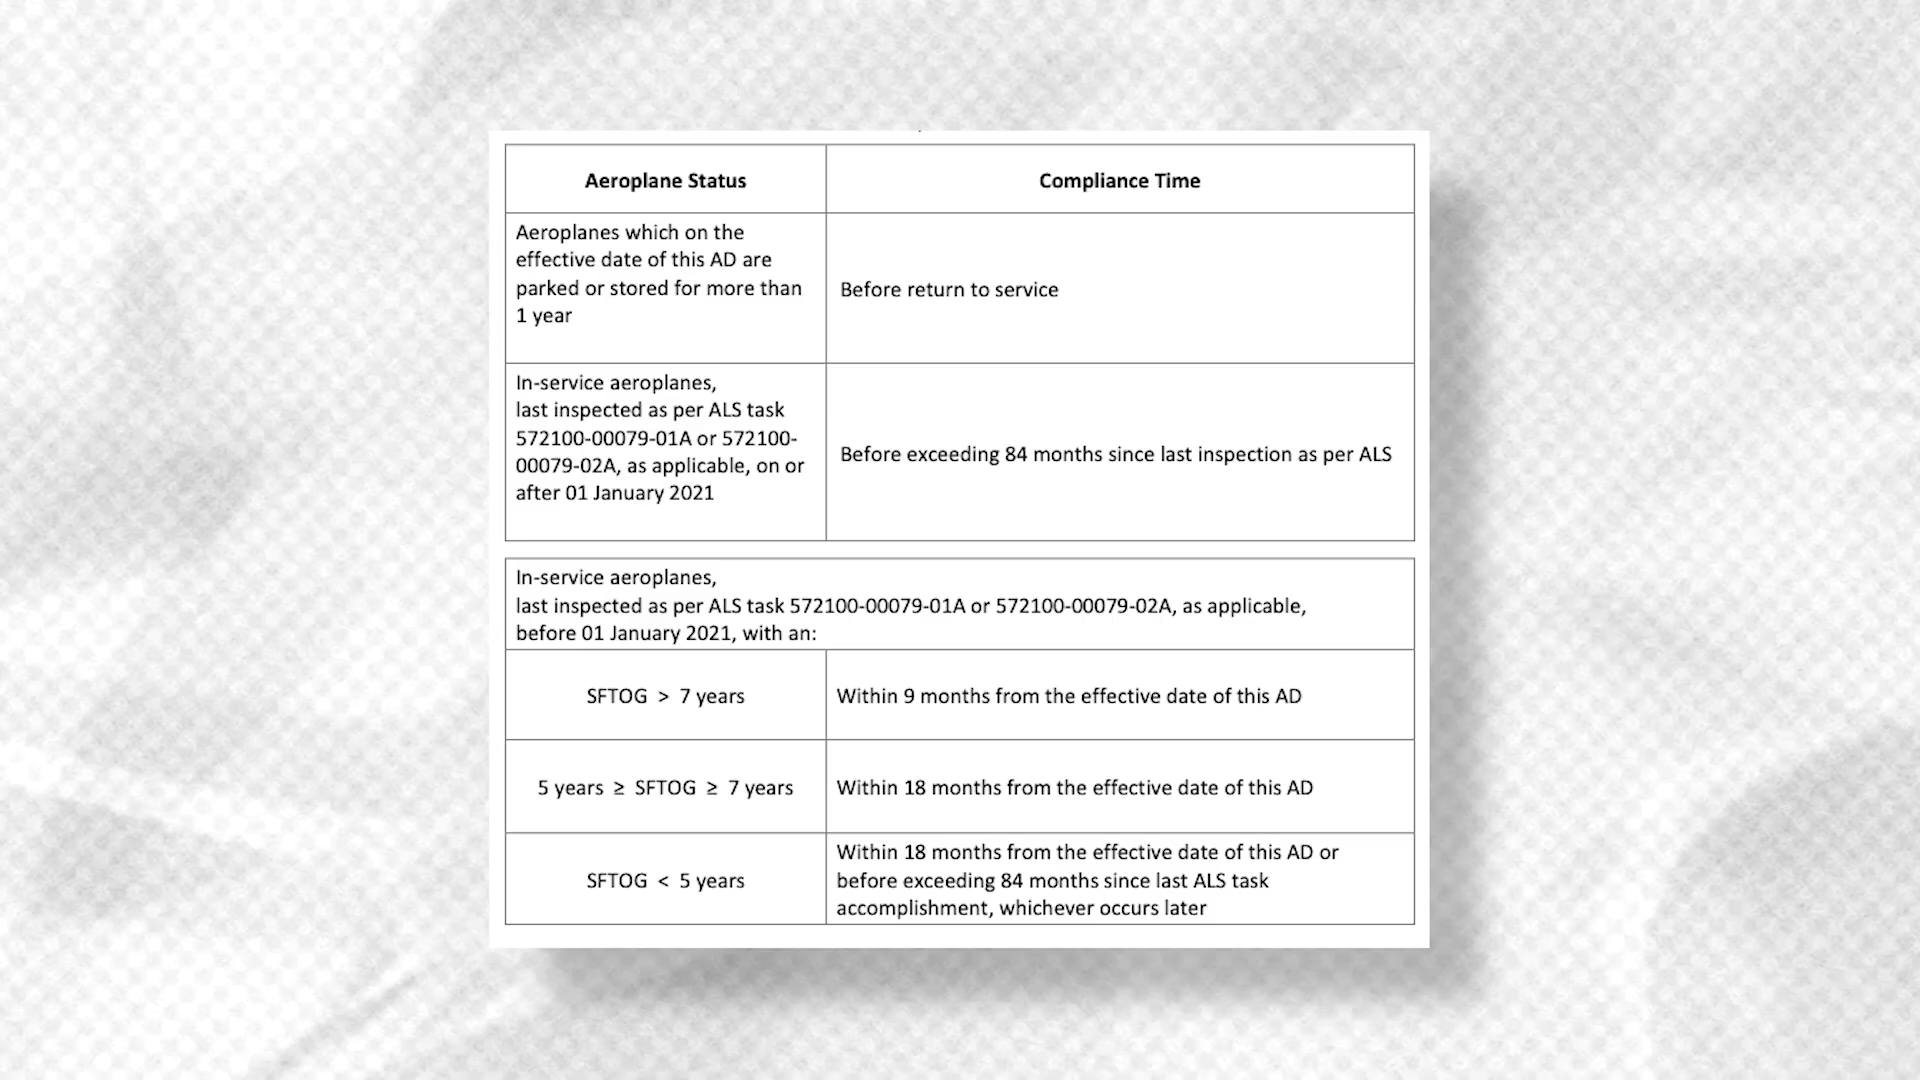 Aeroplane Status
Compliance Time
Aeroplanes which on the
effective date of this AD are
parked or stored for more than
1 year
Before return to service
In-service aeroplanes,
last inspected as per ALS task
572100-00079-01A or 572100-
00079-02A, as applicable, on or
after 01 January 2021
Before exceeding 84 months since last inspection as per ALS
In-service aeroplanes,
last inspected as per ALS task 572100-00079-01A or 572100-00079-02A, as applicable,
before 01 January 2021, with an:
SFTOG > 7 years
Within 9 months from the effective date of this AD
5 years ≥ SFTOG ≥ 7 years
Within 18 months from the effective date of this AD
SFTOG < 5 years
Within 18 months from the effective date of this AD or
before exceeding 84 months since last ALS task
accomplishment, whichever occurs later